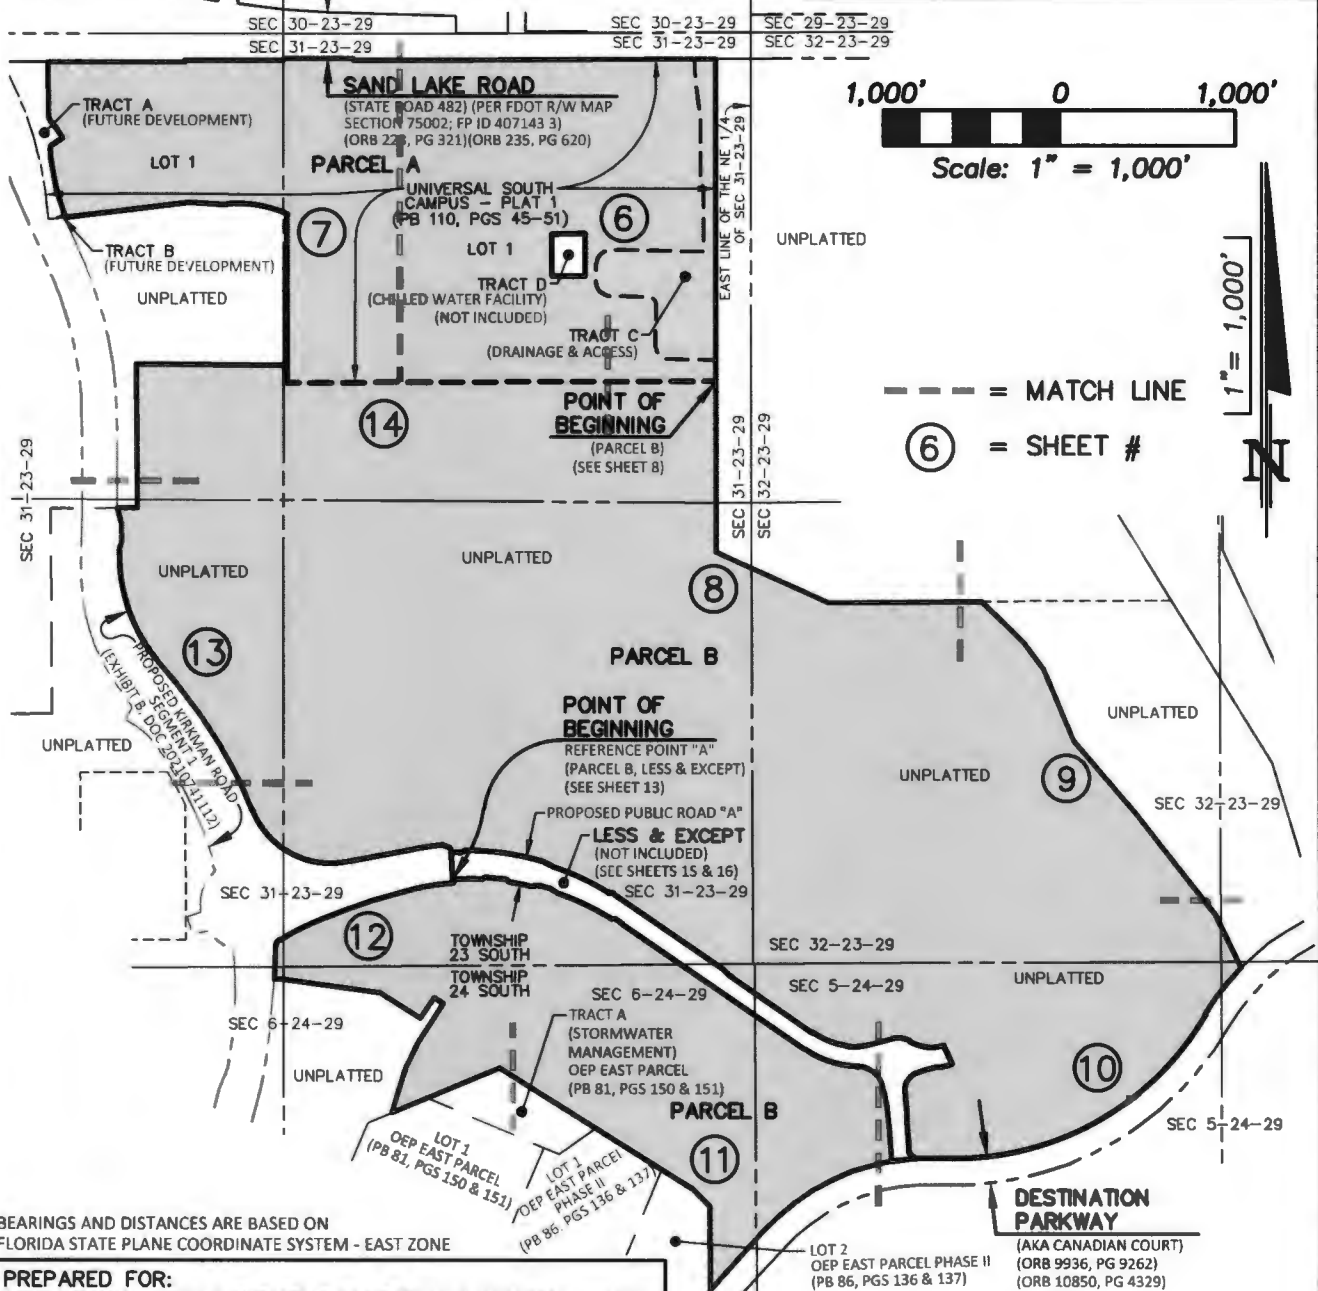 SEC 30-23-29
SEC 31-23-29
SEC 30-23-29
SEC 31-23-29
SEC 29-23-29
SEC 32-23-29
TRACT A
(FUTURE DEVELOPMENT)
LOT 1
SAND LAKE ROAD
(STATE ROAD 482) (PER FDOT R/W MAP
SECTION 75002; FP ID 407143 3)
(ORB 228, PG 321)(ORB 235, PG 620)
PARCEL A
UNIVERSAL SOUTH
CAMPUS - PLAT 1
(PB 110, PGS 45-51)
7
6
LOT 1
TRACT D
(CHILLED WATER FACILITY)
(NOT INCLUDED)
TRACT C
(DRAINAGE & ACCESS)
EAST LINE OF THE NE 1/4
OF SEC 31-23-29
TRACT B
(FUTURE DEVELOPMENT)
UNPLATTED
UNPLATTED
1,000' 0 1,000'
Scale: 1" = 1,000'
1"= 1,000'
N
= MATCH LINE
6 = SHEET #
14
POINT OF
BEGINNING
(PARCEL B)
(SEE SHEET 8)
SEC 31-23-29
SEC 31-23-29
SEC 32-23-29
UNPLATTED
UNPLATTED
8
13
PARCEL B
PROPOSED KIRKMAN ROAD
SEGMENT 1
(EXHIBIT B, DOC 20210741112)
UNPLATTED
POINT OF
BEGINNING
REFERENCE POINT "A"
(PARCEL B, LESS & EXCEPT)
(SEE SHEET 13)
UNPLATTED
UNPLATTED
9
SEC 32-23-29
PROPOSED PUBLIC ROAD "A"
LESS & EXCEPT
(NOT INCLUDED)
(SEE SHEETS 15 & 16)
SEC 31-23-29
SEC 31-23-29
12
TOWNSHIP
23 SOUTH
TOWNSHIP
24 SOUTH
SEC 32-23-29
SEC 5-24-29
UNPLATTED
SEC 6-24-29
SEC 6-24-29
UNPLATTED
TRACT A
(STORMWATER
MANAGEMENT)
OEP EAST PARCEL
(PB 81, PGS 150 & 151)
PARCEL B
10
11
SEC 5-24-29
LOT 1
OEP EAST PARCEL
(PB 81, PGS 150 & 151)
LOT 1
OEP EAST PARCEL
PHASE II
(PB 86, PGS 136 & 137)
LOT 2
OEP EAST PARCEL PHASE II
(PB 86, PGS 136 & 137)
DESTINATION
PARKWAY
(AKA CANADIAN COURT)
(ORB 9936, PG 9262)
(ORB 10850, PG 4329)
BEARINGS AND DISTANCES ARE BASED ON
FLORIDA STATE PLANE COORDINATE SYSTEM - EAST ZONE
PREPARED FOR: